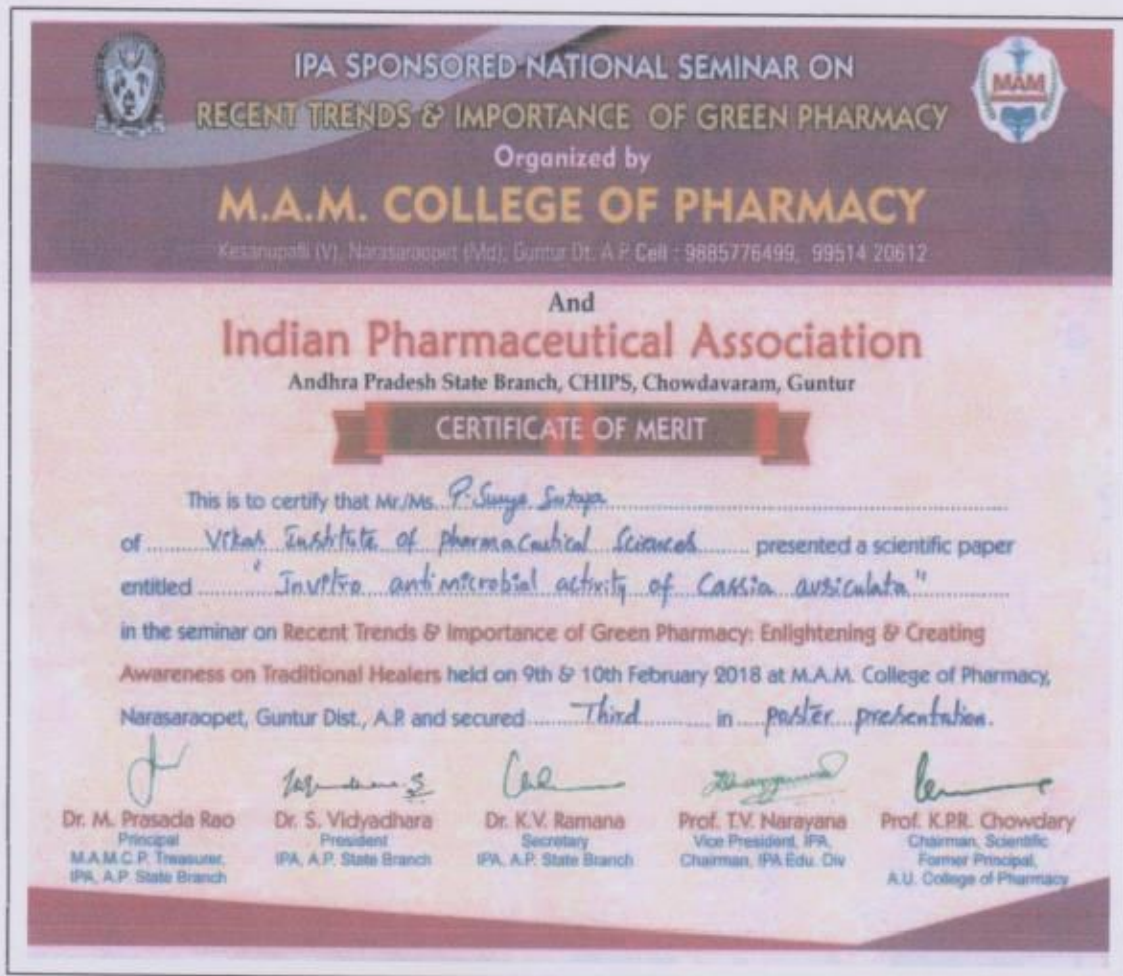 MAM
IPA SPONSORED NATIONAL SEMINAR ON
RECENT TRENDS & IMPORTANCE OF GREEN PHARMACY
Organized by
M.A.M. COLLEGE OF PHARMACY
Kesanupalli (V), Narasaraopet (Md), Guntur Dt. A.P. Cell : 9885776499, 99514 20612
And
Indian Pharmaceutical Association
Andhra Pradesh State Branch, CHIPS, Chowdavaram, Guntur
CERTIFICATE OF MERIT
This is to certify that Mr./Ms. P. Surya
of Vikas Institute of pharmaceutical Sciences presented a scientific paper
entitled "Invitro antimicrobial activity of Cassia auriculata"
in the seminar on Recent Trends & Importance of Green Pharmacy: Enlightening & Creating
Awareness on Traditional Healers held on 9th & 10th February 2018 at M.A.M. College of Pharmacy,
Narasaraopet, Guntur Dist., A.P. and secured Third in poster presentation.
Dr. M. Prasada Rao
Principal
M.A.M.C.P. Treasurer,
IPA, A.P. State Branch
Dr. S. Vidyadhara
President
IPA, A.P. State Branch
Dr. K.V. Ramana
Secretary
IPA, A.P. State Branch
Prof. T.V. Narayana
Vice President, IPA,
Chairman, IPA Edu. Div
Prof. K.P.R. Chowdary
Chairman, Scientific
Former Principal,
A.U. College of Pharmacy